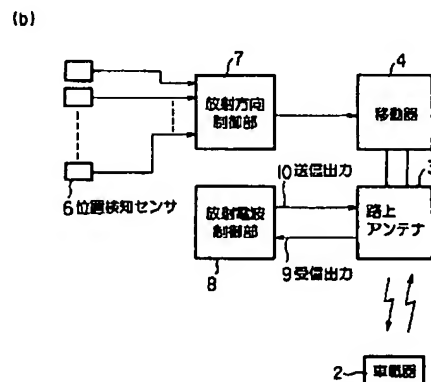 (b)
7
放射方向
制御部
4
移動器
6位置検知センサ
10送信出力
3
放射電波
制御部
路上
アンテナ
8
9受信出力
2
車載器